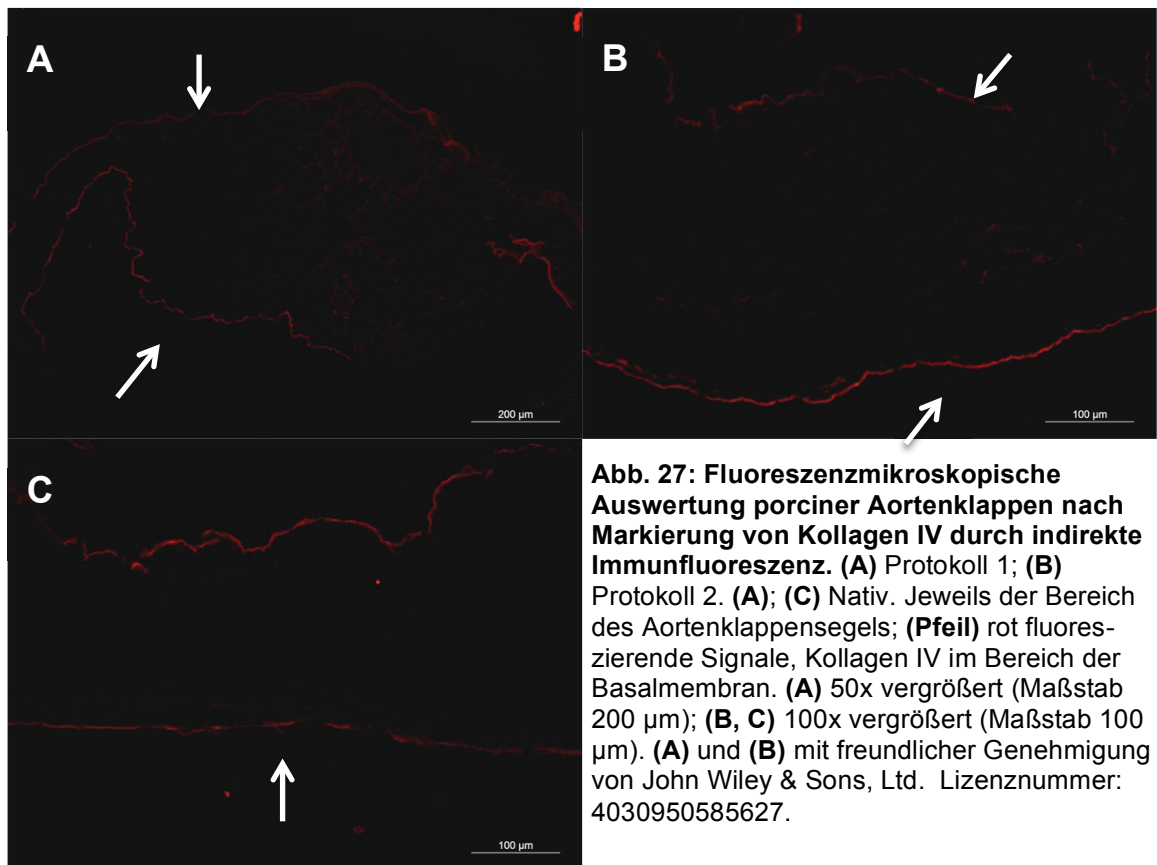 A
B
200 µm
100 µm
C
100 µm
Abb. 27: Fluoreszenzmikroskopische
Auswertung porciner Aortenklappen nach
Markierung von Kollagen IV durch indirekte
Immunfluoreszenz. (A) Protokoll 1; (B)
Protokoll 2. (A); (C) Nativ. Jeweils der Bereich
des Aortenklappensegels; (Pfeil) rot fluores-
zierende Signale, Kollagen IV im Bereich der
Basalmembran. (A) 50x vergrößert (Maßstab
200 µm); (B, C) 100x vergrößert (Maßstab 100
µm). (A) und (B) mit freundlicher Genehmigung
von John Wiley & Sons, Ltd. Lizenznummer:
4030950585627.